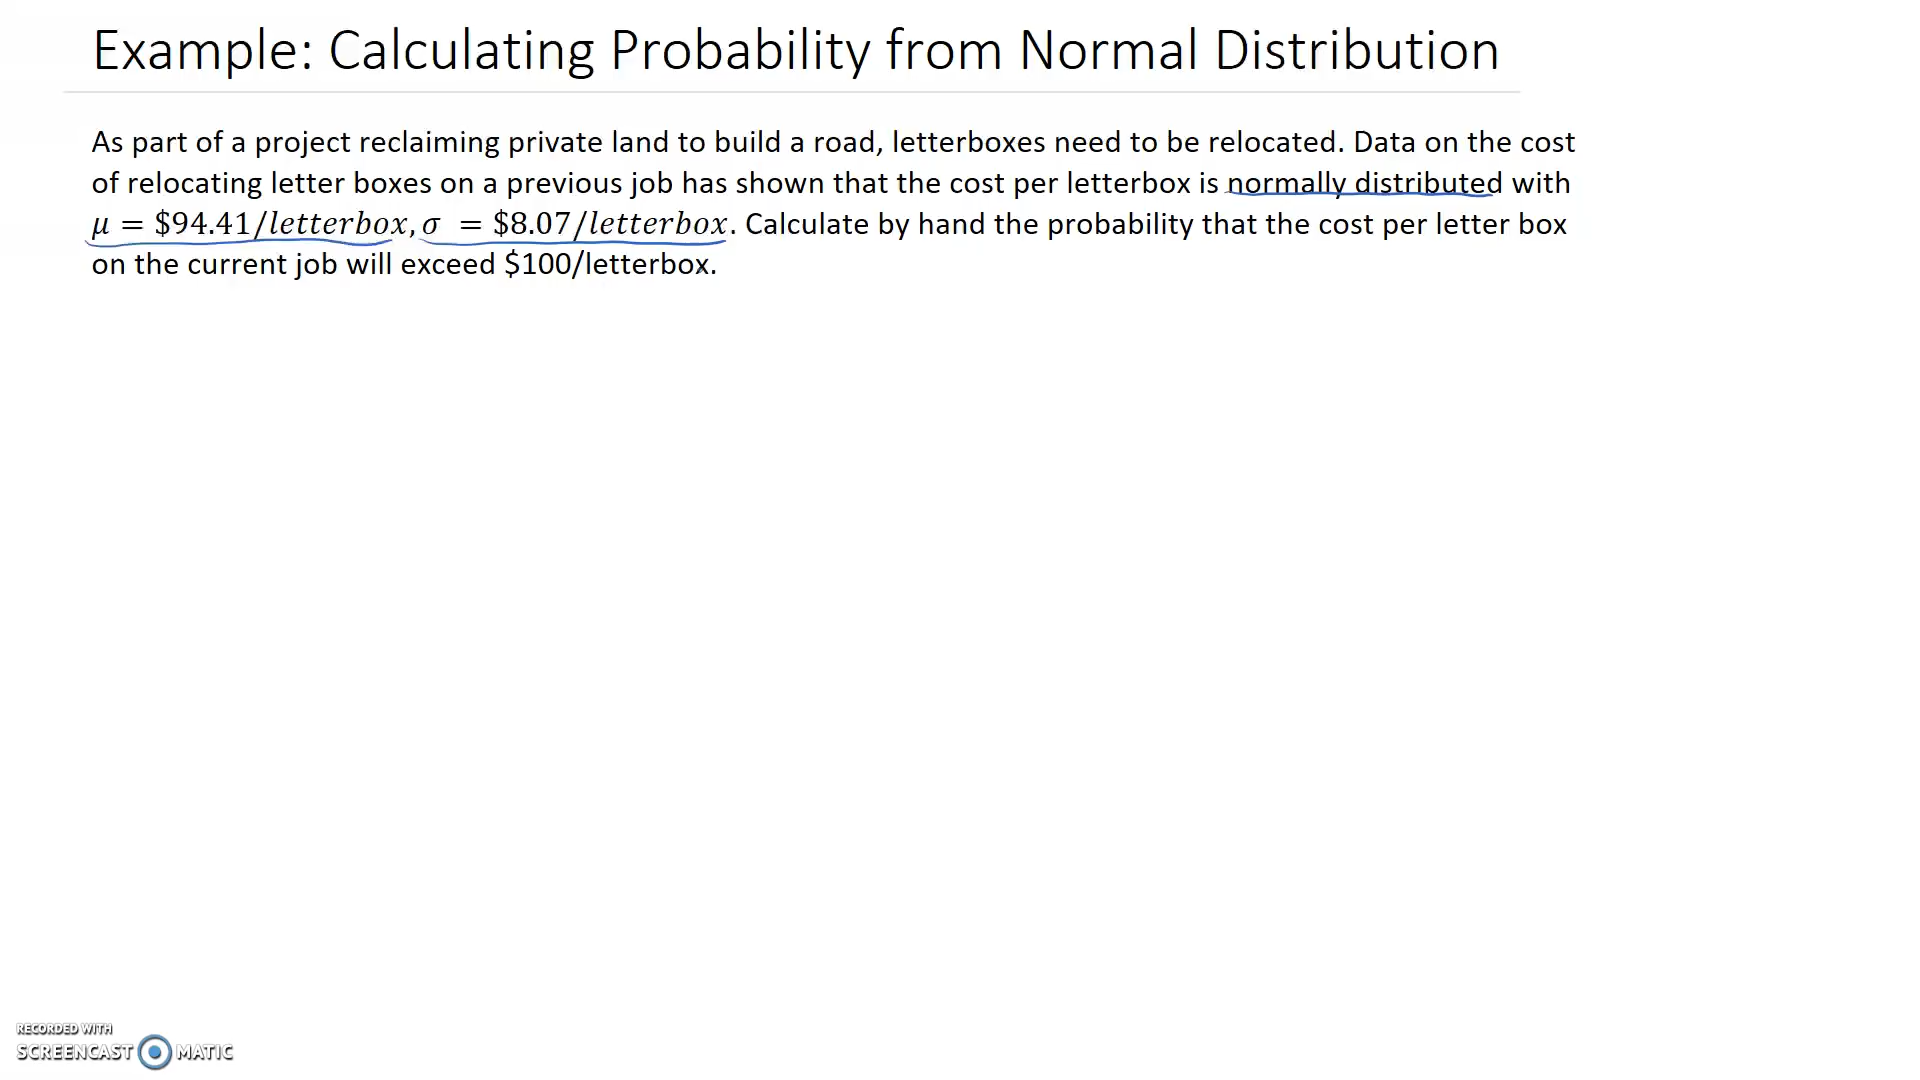 Example: Calculating Probability from Normal Distribution
As part of a project reclaiming private land to build a road, letterboxes need to be relocated. Data on the cost
of relocating letter boxes on a previous job has shown that the cost per letterbox is normally distributed with
μ = $94.41/letterbox, σ = $8.07/letterbox. Calculate by hand the probability that the cost per letter box
on the current job will exceed $100/letterbox.
RECORDED WITH
SCREENCAST MATIC